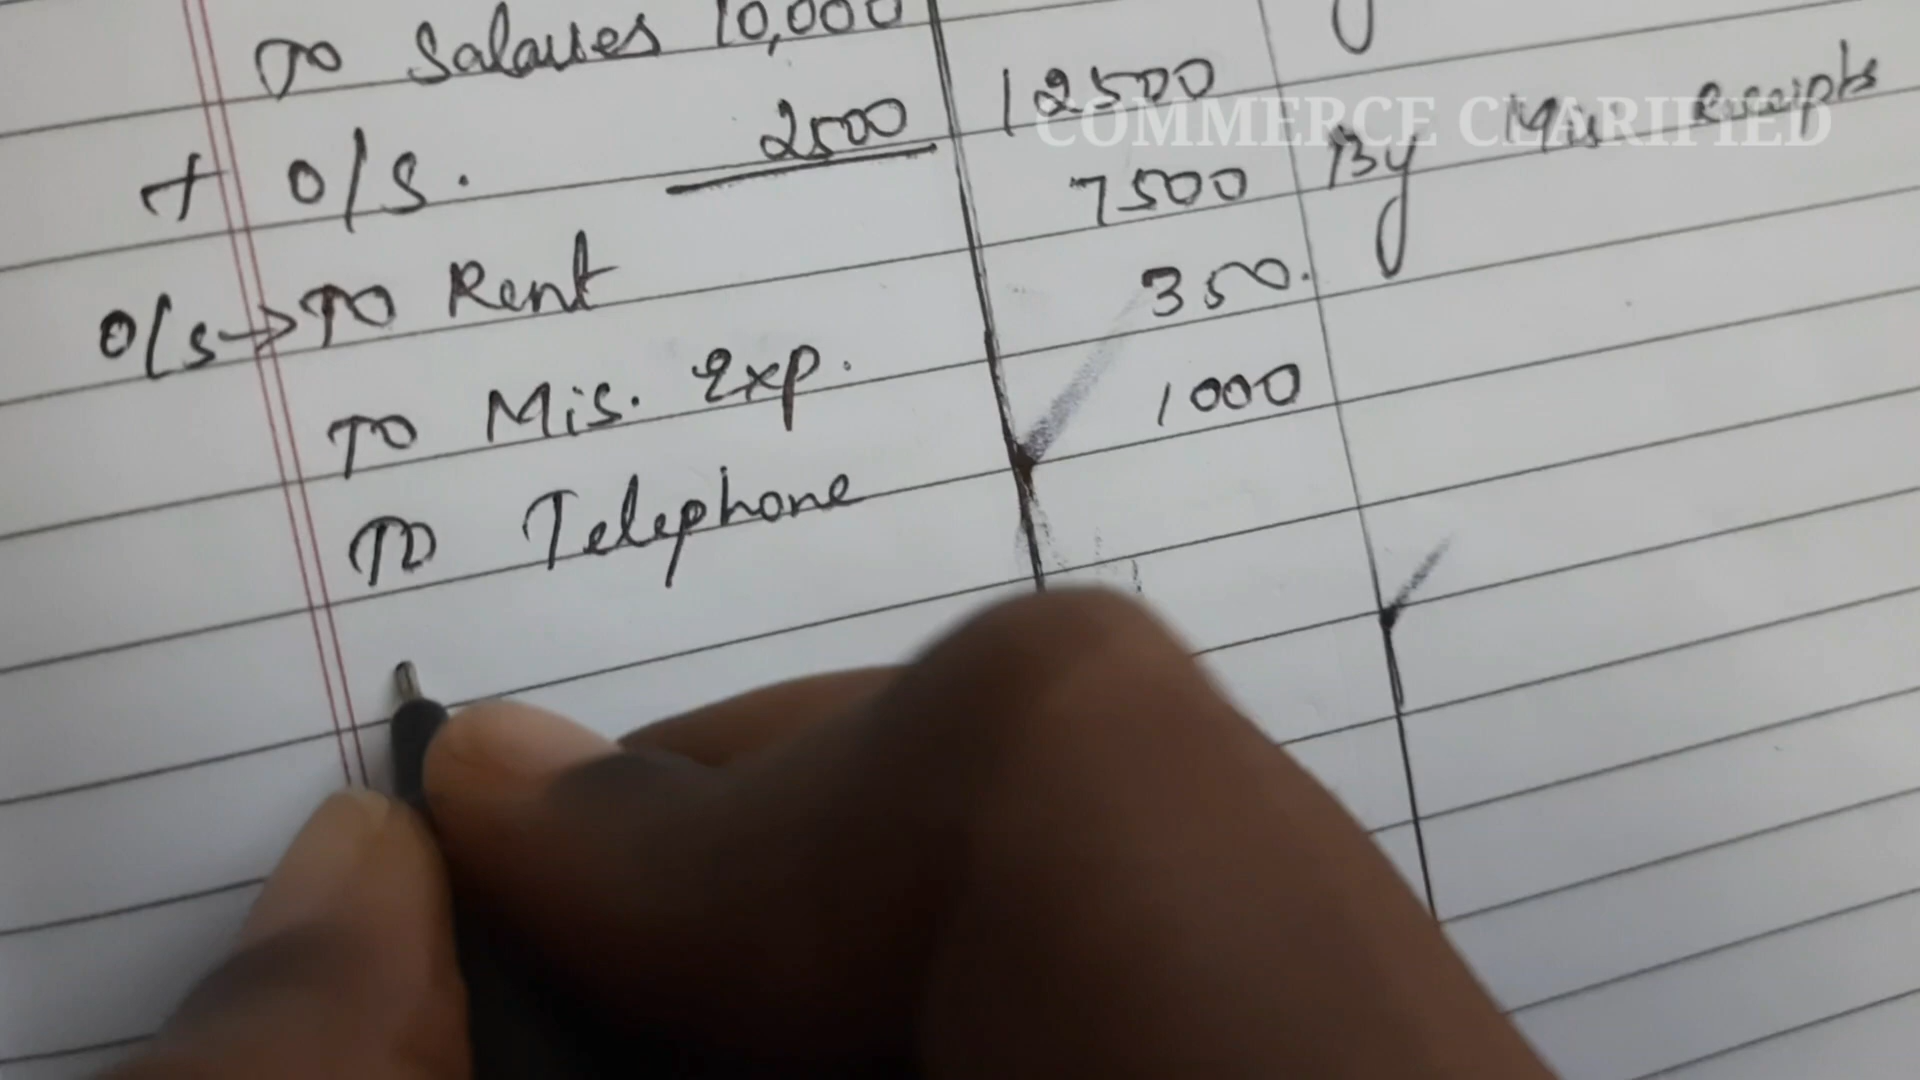 To Salaries 10,000
+ O/S. 2500 12500
O/S→ To Rent 7500 By Mis Receipts
To Mis. Exp. 350.
To Telephone 1000
COMMERCE CLARIFIED